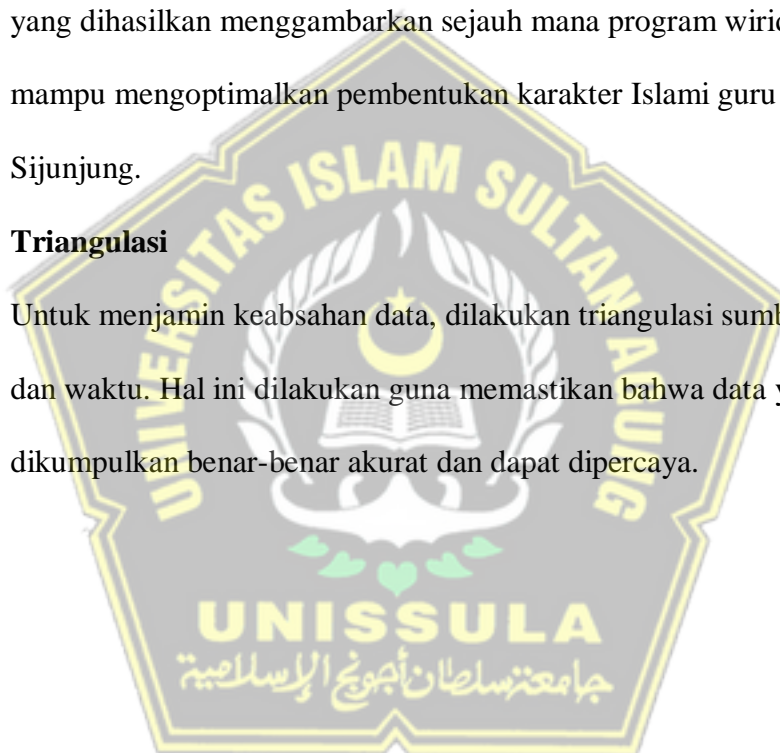 yang dihasilkan menggambarkan sejauh mana program wirid
mampu mengoptimalkan pembentukan karakter Islami guru
Sijunjung.
Triangulasi
Untuk menjamin keabsahan data, dilakukan triangulasi sumb
dan waktu. Hal ini dilakukan guna memastikan bahwa data y
dikumpulkan benar-benar akurat dan dapat dipercaya.
UNIVERSITAS ISLAM SULTAN AGUNG
UNISSULA
جامعة سلطان أجونج الإسلامية